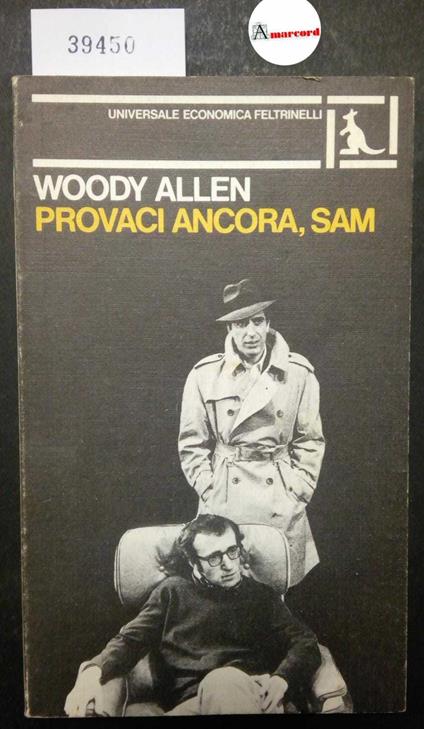 39450
Amarcord
UNIVERSALE ECONOMICA FELTRINELLI
WOODY ALLEN
PROVACI ANCORA, SAM